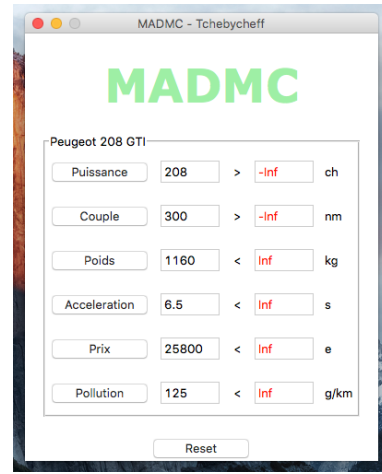 MADMC - Tchebycheff
MADMC
Peugeot 208 GTI
Puissance 208 > -Inf ch
Couple 300 > -Inf nm
Poids 1160 < Inf kg
Acceleration 6.5 < Inf s
Prix 25800 < Inf e
Pollution 125 < Inf g/km
Reset